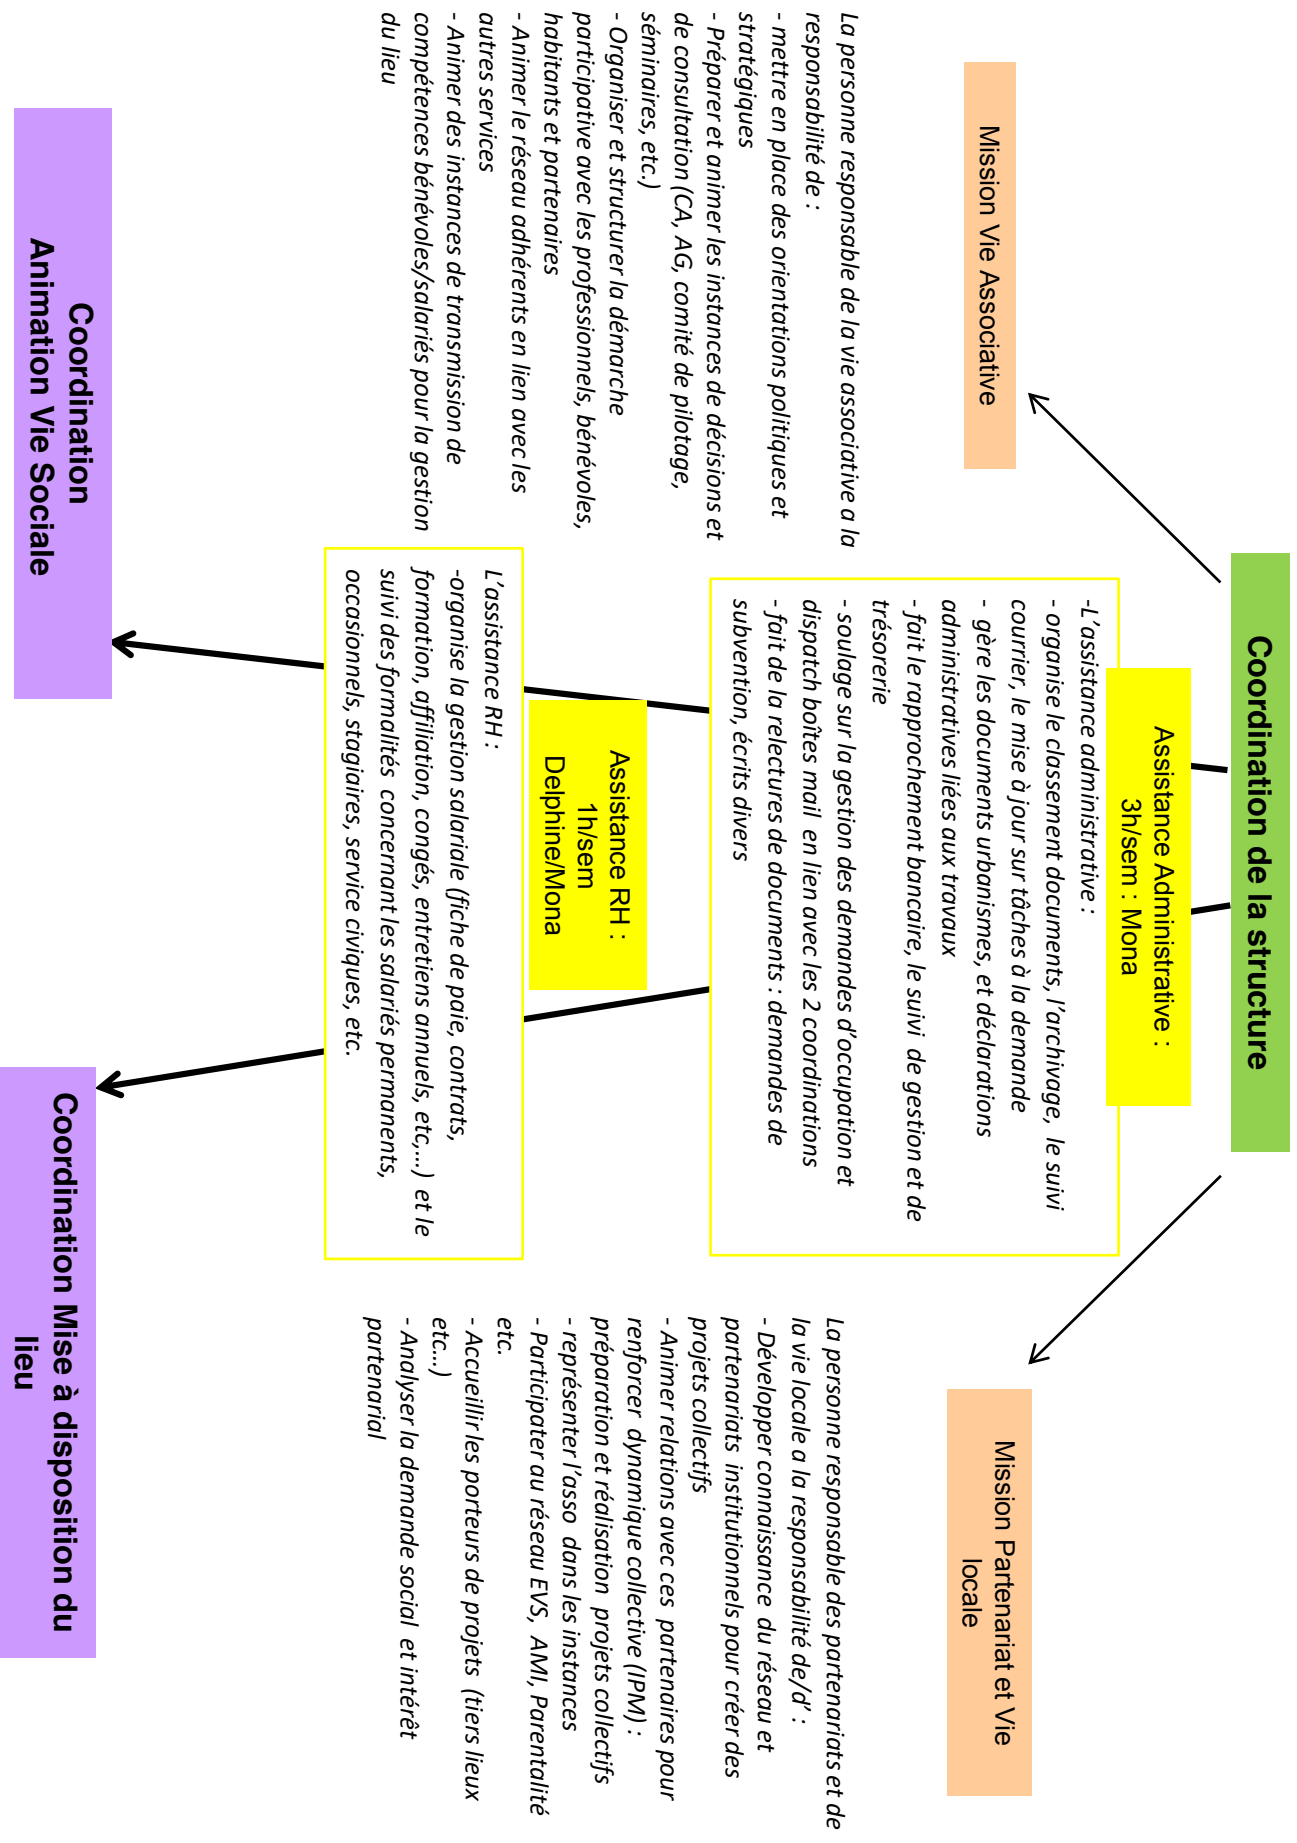 Coordination de la structure
Mission Vie Associative
La personne responsable de la vie associative a la
responsabilité de :
- mettre en place des orientations politiques et
stratégiques
- Préparer et animer les instances de décisions et
de consultation (CA, AG, comité de pilotage,
séminaires, etc.)
- Organiser et structurer la démarche
participative avec les professionnels, bénévoles,
habitants et partenaires
- Animer le réseau adhérents en lien avec les
autres services
- Animer des instances de transmission de
compétences bénévoles/salariés pour la gestion
du lieu
Assistance Administrative :
3h/sem : Mona
-L'assistance administrative :
- organise le classement documents, l'archivage, le suivi
courrier, le mise à jour sur tâches à la demande
- gère les documents urbanismes, et déclarations
administratives liées aux travaux
- fait le rapprochement bancaire, le suivi de gestion et de
trésorerie
- soulage sur la gestion des demandes d'occupation et
dispatch boîtes mail en lien avec les 2 coordinations
- fait de la relectures de documents : demandes de
subvention, écrits divers
Assistance RH :
1h/sem
Delphine/Mona
L'assistance RH :
-organise la gestion salariale (fiche de paie, contrats,
formation, affiliation, congés, entretiens annuels, etc,…) et le
suivi des formalités concernant les salariés permanents,
occasionnels, stagiaires, service civiques, etc.
Mission Partenariat et Vie
locale
La personne responsable des partenariats et de
la vie locale a la responsabilité de/d' :
- Développer connaissance du réseau et
partenariats institutionnels pour créer des
projets collectifs
- Animer relations avec ces partenaires pour
renforcer dynamique collective (IPM) :
préparation et réalisation projets collectifs
- représenter l'asso dans les instances
- Participater au réseau EVS, AMI, Parentalité
etc.
- Accueillir les porteurs de projets (tiers lieux
etc…)
- Analyser la demande social et intérêt
partenarial
Coordination
Animation Vie Sociale
Coordination Mise à disposition du
lieu